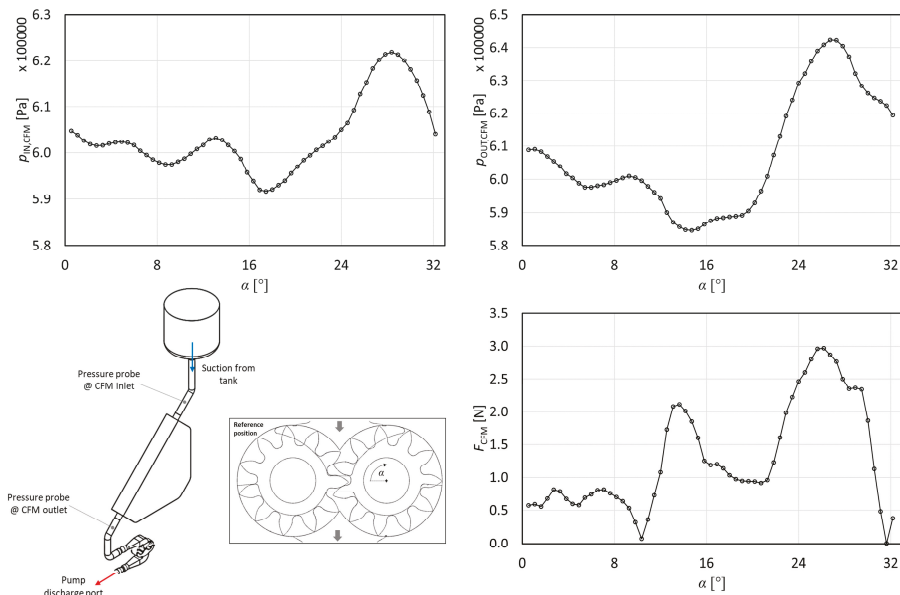 x 100000
p_IN,CFM [Pa]
6.3
6.2
6.1
6.0
5.9
5.8
0
8
16
24
32
α [°]
x 100000
p_OUT,CFM [Pa]
6.5
6.4
6.3
6.2
6.1
6.0
5.9
5.8
0
8
16
24
32
α [°]
Suction from
tank
Pressure probe
@ CFM inlet
Pressure probe
@ CFM outlet
Pump
discharge port
Reference
position
α
F_CFM [N]
3.5
3.0
2.5
2.0
1.5
1.0
0.5
0.0
0
8
16
24
32
α [°]